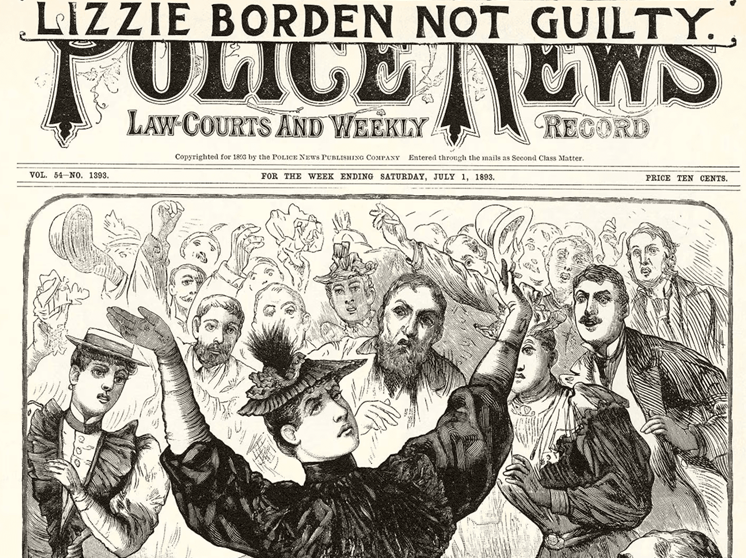 LIZZIE BORDEN NOT GUILTY.
POLICE NEWS
LAW-COURTS AND WEEKLY RECORD
Copyrighted for 1893 by the POLICE NEWS PUBLISHING COMPANY Entered through the mails as Second Class Matter.
VOL. 54—NO. 1393. FOR THE WEEK ENDING SATURDAY, JULY 1, 1893. PRICE TEN CENTS.